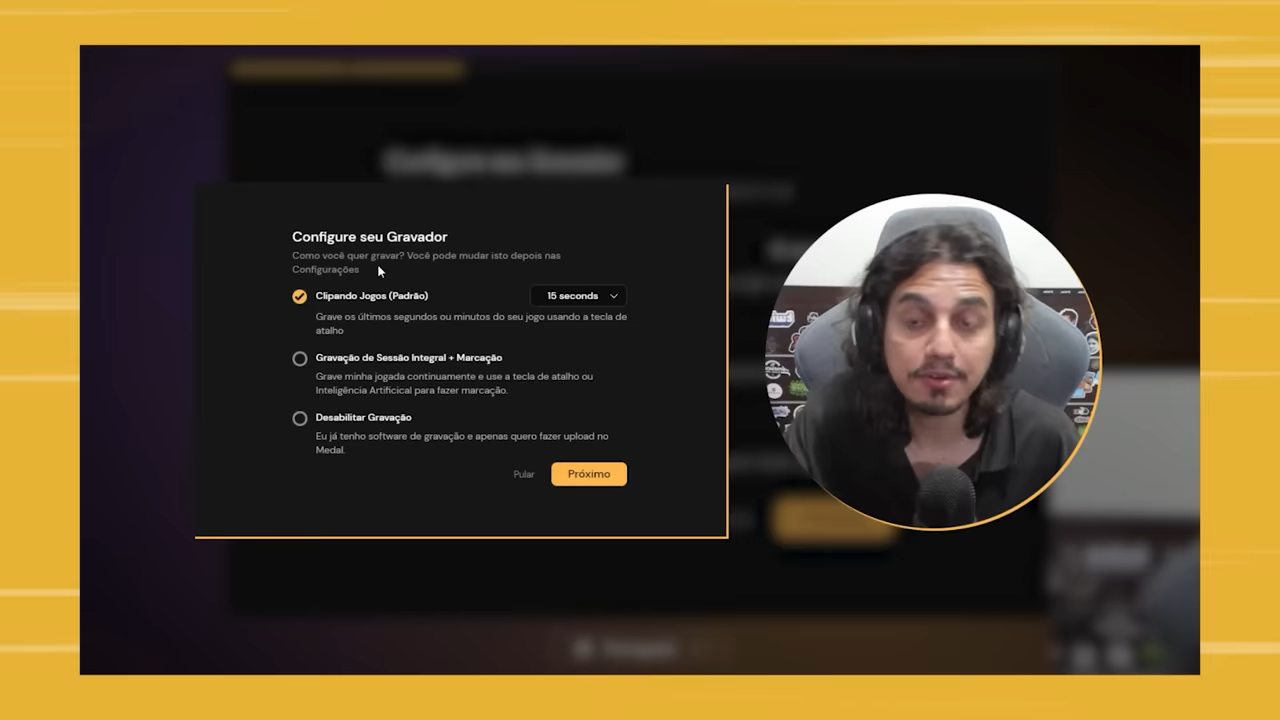 Configure seu Gravador
Como você quer gravar? Você pode mudar isto depois nas
Configurações
Clipando Jogos (Padrão)
15 seconds
Grave os últimos segundos ou minutos do seu jogo usando a tecla de
atalho
Gravação de Sessão Integral + Marcação
Grave minha jogada continuamente e use a tecla de atalho ou
Inteligência Artificical para fazer marcação.
Desabilitar Gravação
Eu já tenho software de gravação e apenas quero fazer upload no
Medal.
Pular
Próximo